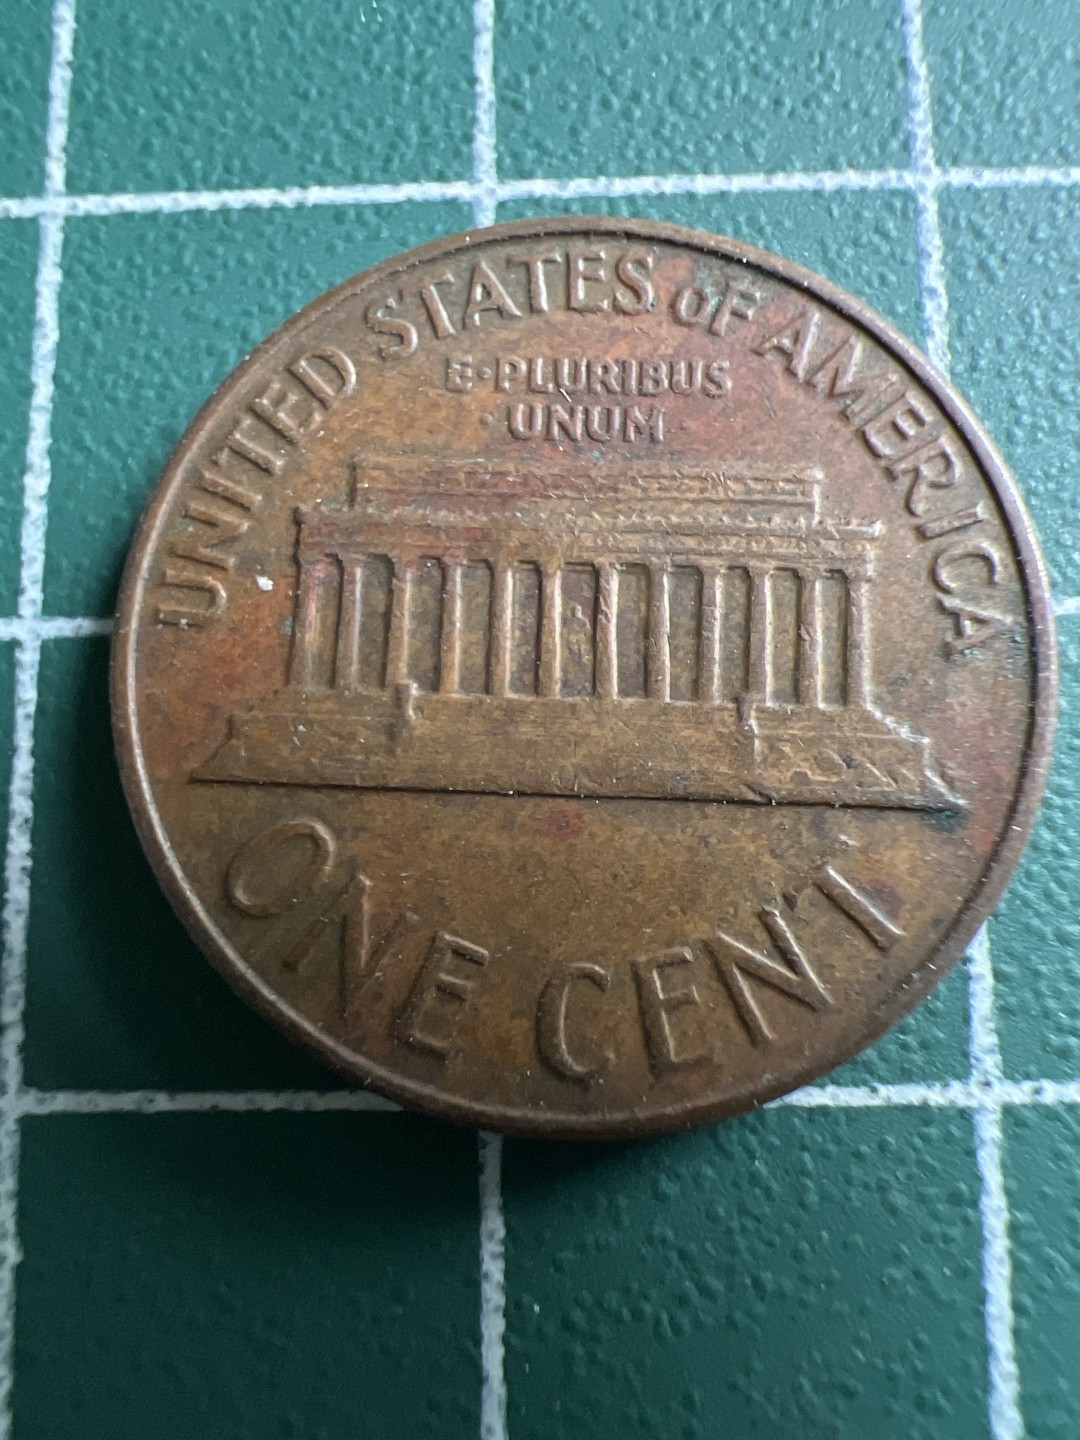 UNITED STATES OF AMERICA
E·PLURIBUS
·UNUM·
ONE CENT